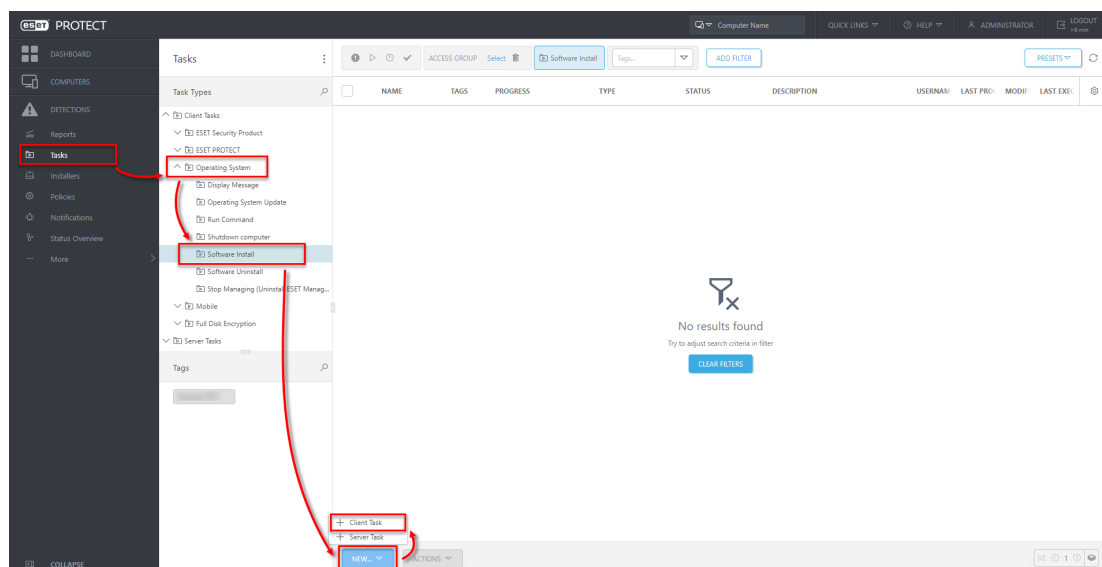 eset PROTECT
Computer Name
QUICK LINKS
HELP
ADMINISTRATOR
LOGOUT
>9 min
DASHBOARD
COMPUTERS
DETECTIONS
Reports
Tasks
Installers
Policies
Notifications
Status Overview
More
COLLAPSE
Tasks
Task Types
Client Tasks
ESET Security Product
ESET PROTECT
Operating System
Display Message
Operating System Update
Run Command
Shutdown computer
Software Install
Software Uninstall
Stop Managing (Uninstall ESET Manag...
Mobile
Full Disk Encryption
Server Tasks
Tags
ACCESS GROUP Select
Software Install
Tags...
ADD FILTER
PRESETS
NAME TAGS PROGRESS TYPE STATUS DESCRIPTION USERNAM LAST PRO MODIF LAST EXEC
No results found
Try to adjust search criteria in filter
CLEAR FILTERS
Client Task
Server Task
NEW...
ACTIONS
1